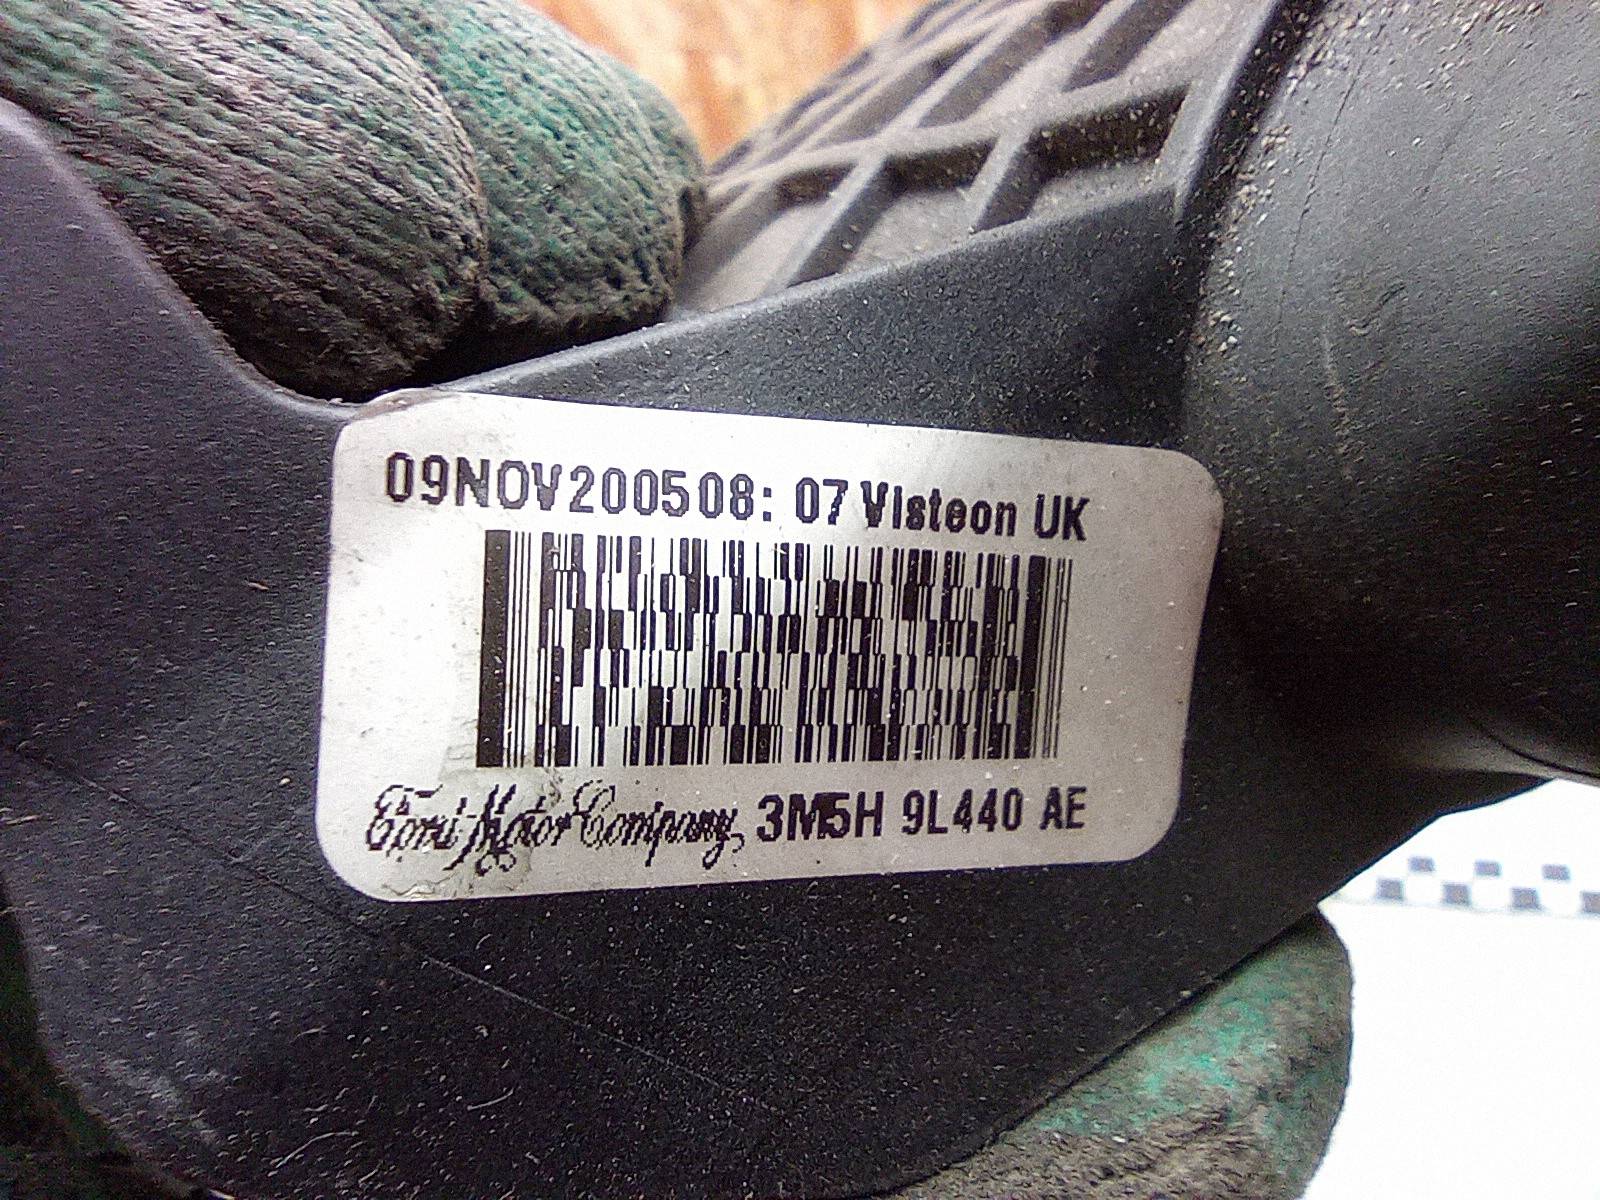 09NOV200508: 07 Visteon UK
Ford Motor Company, 3M5H 9L440 AE